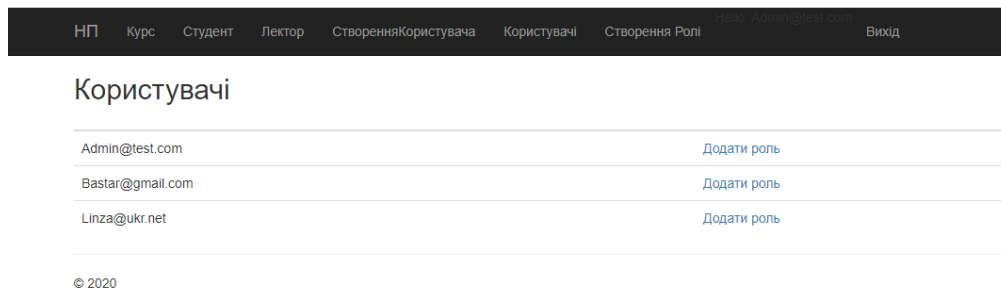 Hello, Admin@test.com
НП Курс Студент Лектор СтворенняКористувача Користувачі Створення Ролі Вихід
Користувачі
Admin@test.com Додати роль
Bastar@gmail.com Додати роль
Linza@ukr.net Додати роль
© 2020